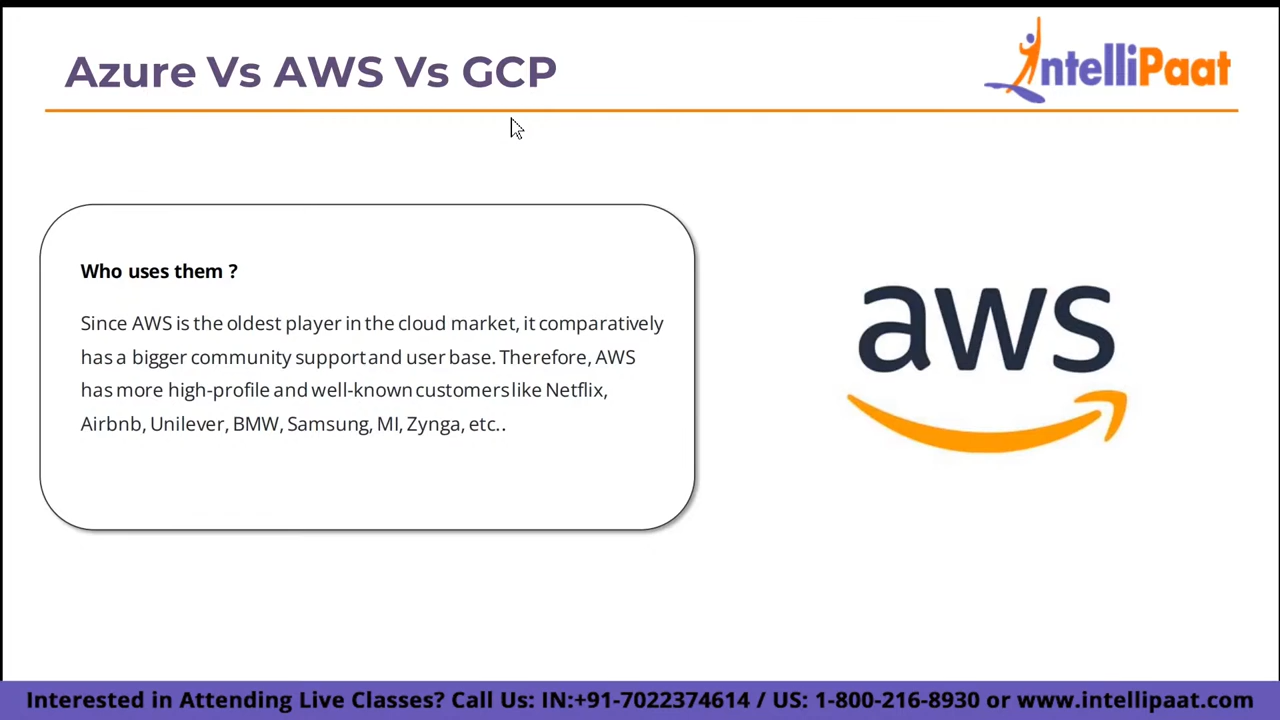 Azure Vs AWS Vs GCP
IntelliPaat
Who uses them ?
Since AWS is the oldest player in the cloud market, it comparatively
has a bigger community support and user base. Therefore, AWS
has more high-profile and well-known customers like Netflix,
Airbnb, Unilever, BMW, Samsung, MI, Zynga, etc..
aws
Interested in Attending Live Classes? Call Us: IN:+91-7022374614 / US: 1-800-216-8930 or www.intellipaat.com